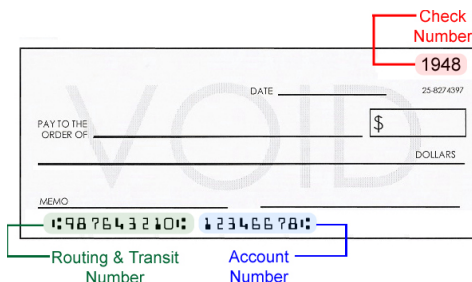 Check
Number
1948
DATE
25-8274397
VOID
PAY TO THE
ORDER OF
$
DOLLARS
MEMO
⑆9876543210⑆ 12346678⑆
Routing & Transit
Number
Account
Number